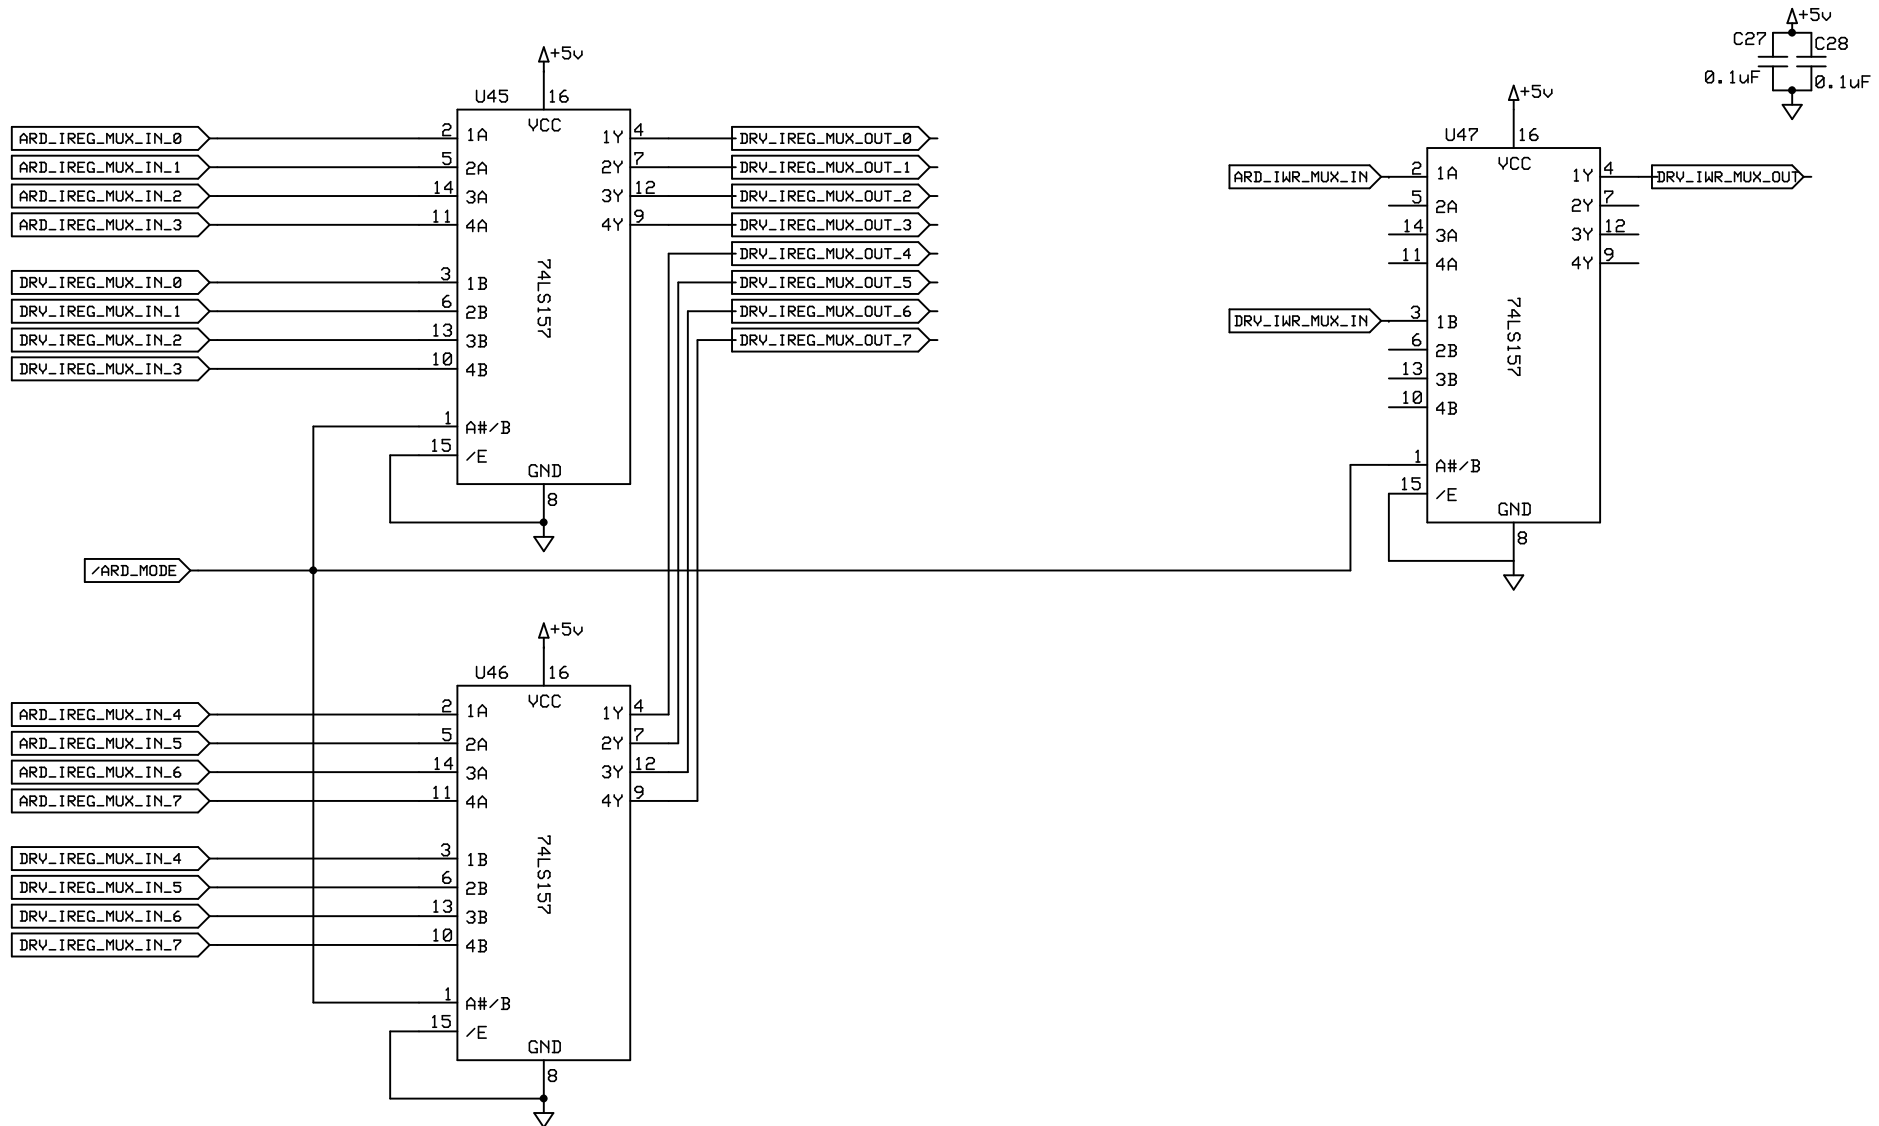 +5v
C27
C28
0.1uF
0.1uF
+5v
U45
16
VCC
ARD_IREG_MUX_IN_0
2
1A
1Y
4
DRV_IREG_MUX_OUT_0
ARD_IREG_MUX_IN_1
5
2A
2Y
7
DRV_IREG_MUX_OUT_1
ARD_IREG_MUX_IN_2
14
3A
3Y
12
DRV_IREG_MUX_OUT_2
ARD_IREG_MUX_IN_3
11
4A
4Y
9
DRV_IREG_MUX_OUT_3
DRV_IREG_MUX_OUT_4
DRV_IREG_MUX_IN_0
3
1B
DRV_IREG_MUX_OUT_5
DRV_IREG_MUX_IN_1
6
2B
DRV_IREG_MUX_OUT_6
DRV_IREG_MUX_IN_2
13
3B
DRV_IREG_MUX_OUT_7
DRV_IREG_MUX_IN_3
10
4B
74LS157
1
A#/B
15
/E
GND
8
+5v
U47
16
VCC
ARD_IWR_MUX_IN
2
1A
1Y
4
DRV_IWR_MUX_OUT
5
2A
2Y
7
14
3A
3Y
12
11
4A
4Y
9
DRV_IWR_MUX_IN
3
1B
6
2B
13
3B
10
4B
74LS157
1
A#/B
15
/E
GND
8
/ARD_MODE
+5v
U46
16
VCC
ARD_IREG_MUX_IN_4
2
1A
1Y
4
ARD_IREG_MUX_IN_5
5
2A
2Y
7
ARD_IREG_MUX_IN_6
14
3A
3Y
12
ARD_IREG_MUX_IN_7
11
4A
4Y
9
DRV_IREG_MUX_IN_4
3
1B
DRV_IREG_MUX_IN_5
6
2B
DRV_IREG_MUX_IN_6
13
3B
DRV_IREG_MUX_IN_7
10
4B
74LS157
1
A#/B
15
/E
GND
8